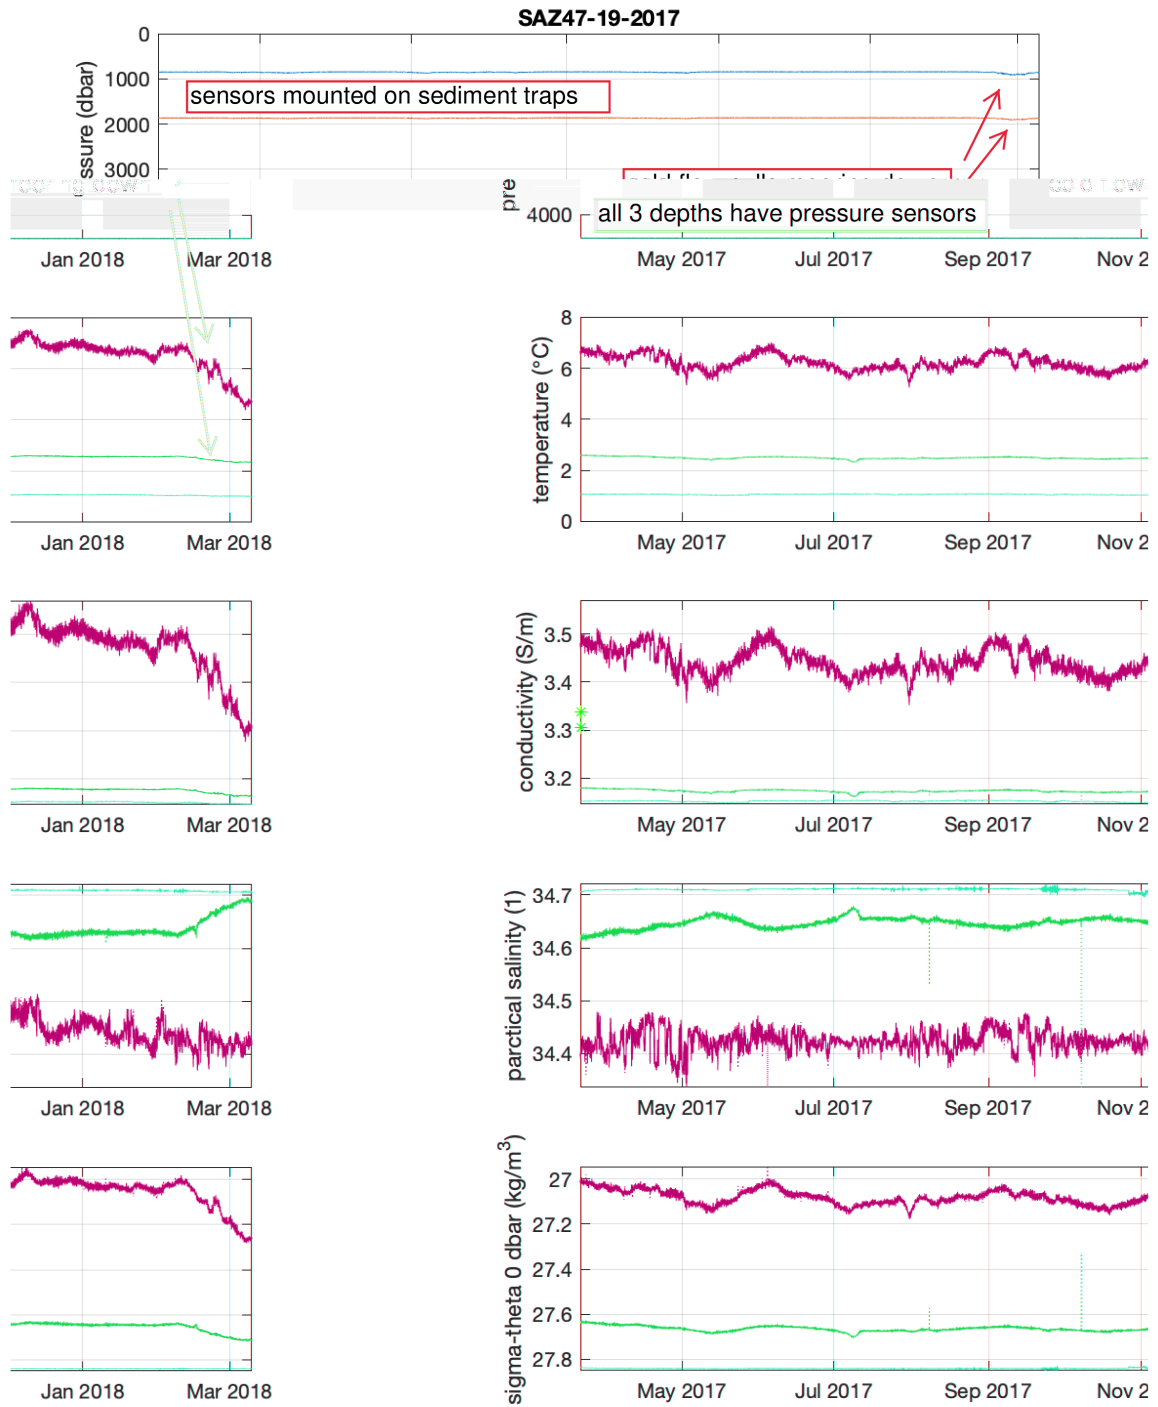 SAZ47-19-2017
0
1000
2000
3000
4000
ssure (dbar)
pre
sensors mounted on sediment traps
all 3 depths have pressure sensors
Jan 2018 Mar 2018 May 2017 Jul 2017 Sep 2017 Nov 2
temperature (°C)
8
6
4
2
0
Jan 2018 Mar 2018 May 2017 Jul 2017 Sep 2017 Nov 2
conductivity (S/m)
3.5
3.4
3.3
3.2
Jan 2018 Mar 2018 May 2017 Jul 2017 Sep 2017 Nov 2
parctical salinity (1)
34.7
34.6
34.5
34.4
Jan 2018 Mar 2018 May 2017 Jul 2017 Sep 2017 Nov 2
sigma-theta 0 dbar (kg/m³)
27
27.2
27.4
27.6
27.8
Jan 2018 Mar 2018 May 2017 Jul 2017 Sep 2017 Nov 2